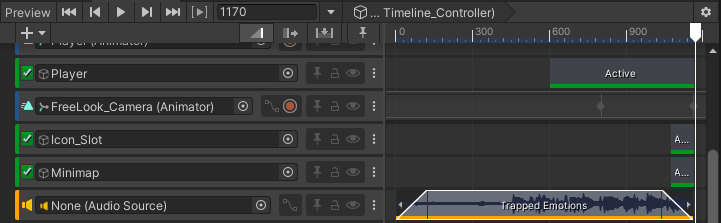 Preview 1170 ... Timeline_Controller)
0 300 600 900
Player (Animator)
Player Active
FreeLook_Camera (Animator)
Icon_Slot A...
Minimap A...
None (Audio Source) Trapped Emotions